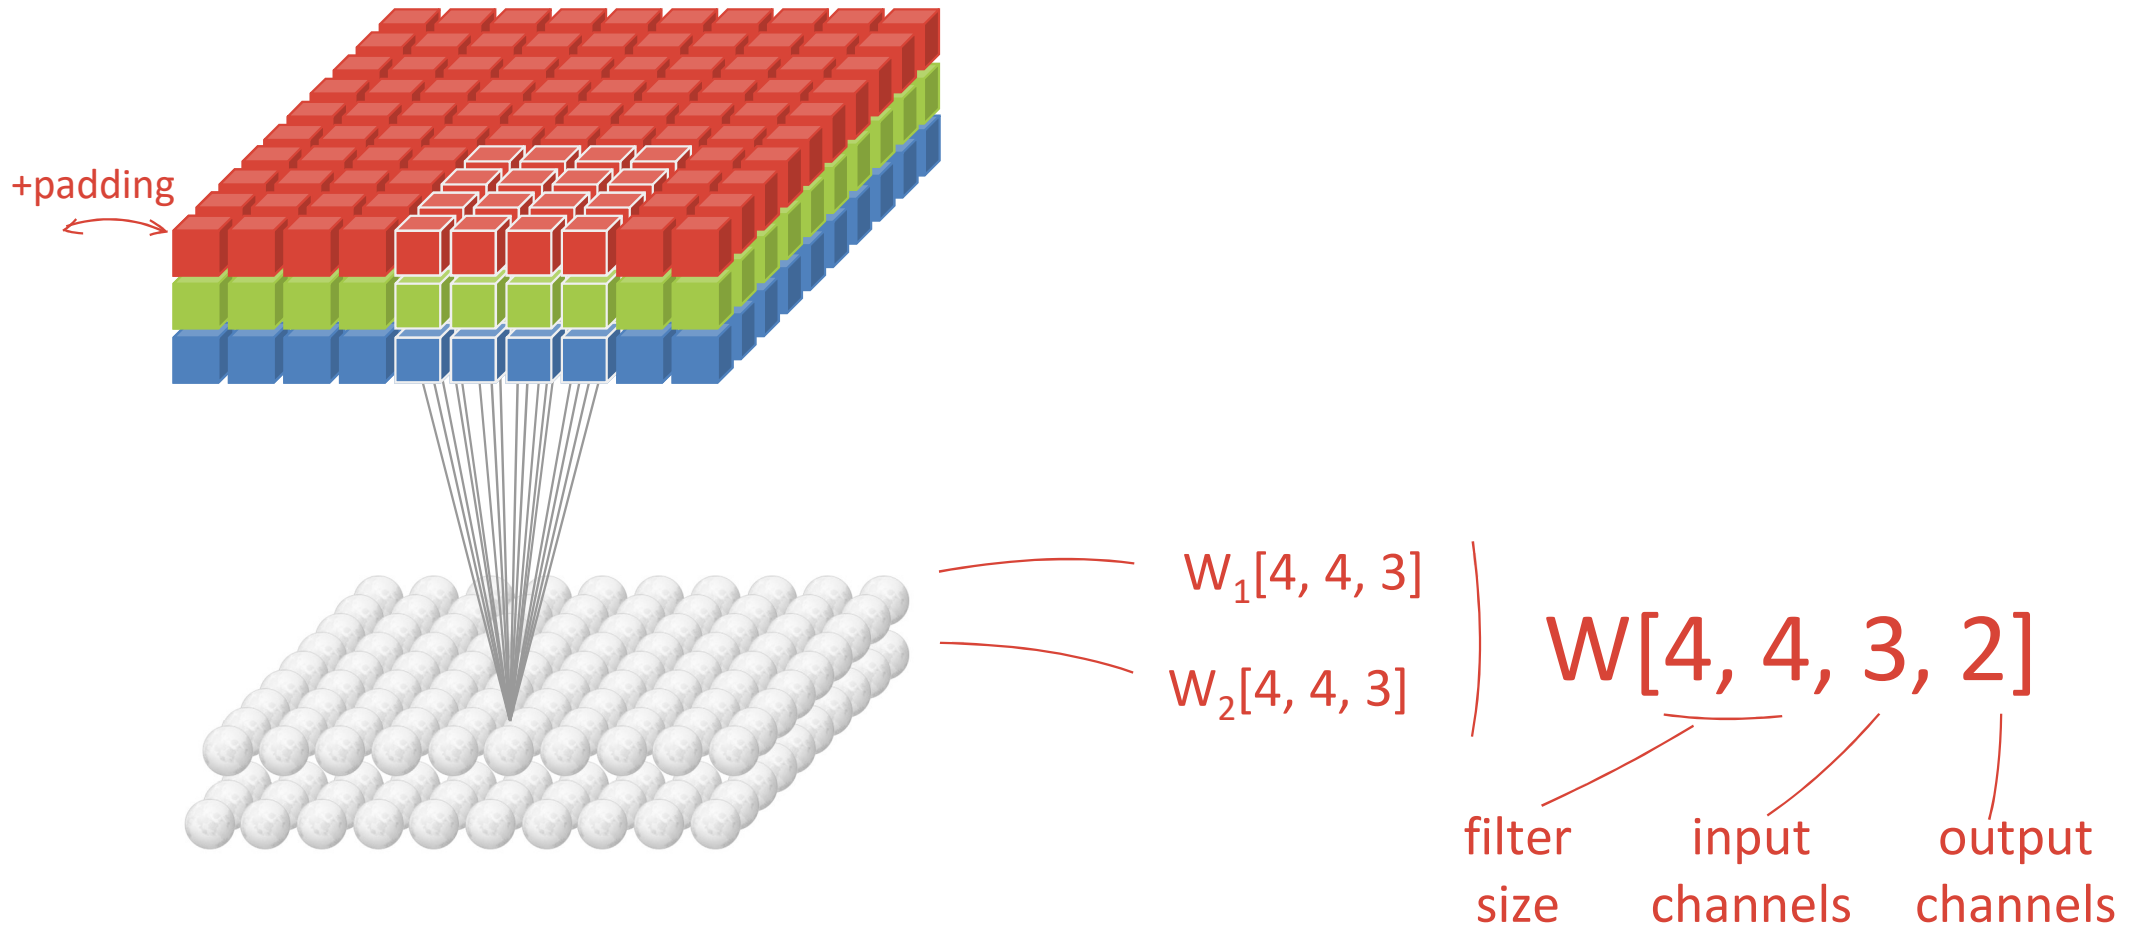 +padding
W1[4, 4, 3]
W2[4, 4, 3]
W[4, 4, 3, 2]
filter size
input channels
output channels